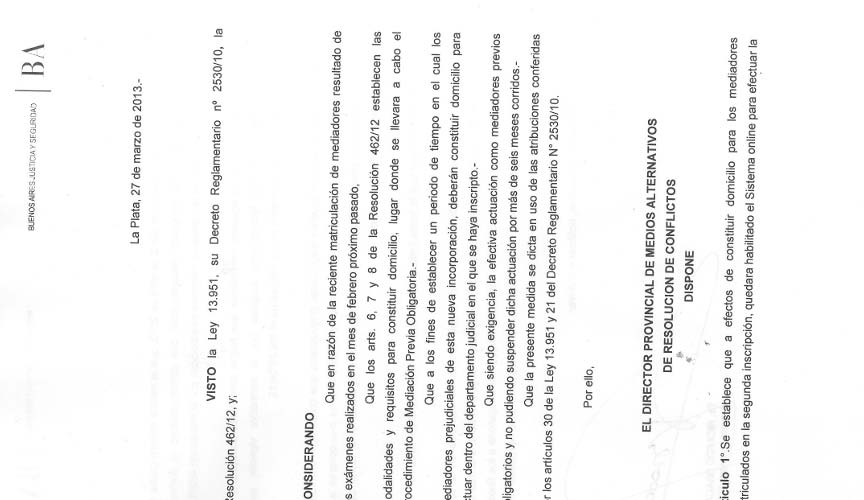 BUENOS AIRES JUSTICIA Y SEGURIDAD | BA
La Plata, 27 de marzo de 2013.-
VISTO la Ley 13.951, su Decreto Reglamentario nº 2530/10, la
Resolución 462/12, y;
ONSIDERANDO
Que en razón de la reciente matriculación de mediadores resultado de
s exámenes realizados en el mes de febrero próximo pasado,
Que los arts. 6, 7 y 8 de la Resolución 462/12 establecen las
odalidades y requisitos para constituir domicilio, lugar donde se llevara a cabo el
rocedimiento de Mediación Previa Obligatoria.-
Que a los fines de establecer un periodo de tiempo en el cual los
ediadores prejudiciales de esta nueva incorporación, deberán constituir domicilio para
tuar dentro del departamento judicial en el que se haya inscripto.-
Que siendo exigencia, la efectiva actuación como mediadores previos
bligatorios y no pudiendo suspender dicha actuación por más de seis meses corridos.-
Que la presente medida se dicta en uso de las atribuciones conferidas
r los artículos 30 de la Ley 13.951 y 21 del Decreto Reglamentario N° 2530/10.
Por ello,
EL DIRECTOR PROVINCIAL DE MEDIOS ALTERNATIVOS
DE RESOLUCION DE CONFLICTOS
DISPONE
ículo 1°.Se establece que a efectos de constituir domicilio para los mediadores
triculados en la segunda inscripción, quedara habilitado el Sistema online para efectuar la